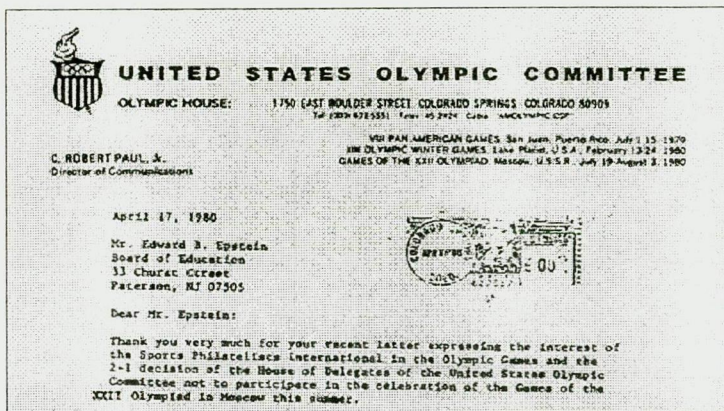 UNITED STATES OLYMPIC COMMITTEE
OLYMPIC HOUSE: 1750 EAST BOULDER STREET COLORADO SPRINGS COLORADO 80909
VIII PAN AMERICAN GAMES, San Juan, Puerto Rico, July 1-15, 1979
XIII OLYMPIC WINTER GAMES, Lake Placid, U.S.A., February 13-24, 1980
C. ROBERT PAUL, Jr. GAMES OF THE XXII OLYMPIAD, Moscow, U.S.S.R., July 19-August 3, 1980
Director of Communications
April 17, 1980
Mr. Edward B. Epstein
Board of Education
33 Church Street
Paterson, NJ 07505
COLORADO
COLO.
Dear Mr. Epstein:
Thank you very much for your recent letter expressing the interest of
the Sports Philatelists International in the Olympic Games and the
2-1 decision of the House of Delegates of the United States Olympic
Committee not to participate in the celebration of the Games of the
XXII Olympiad in Moscow this summer.